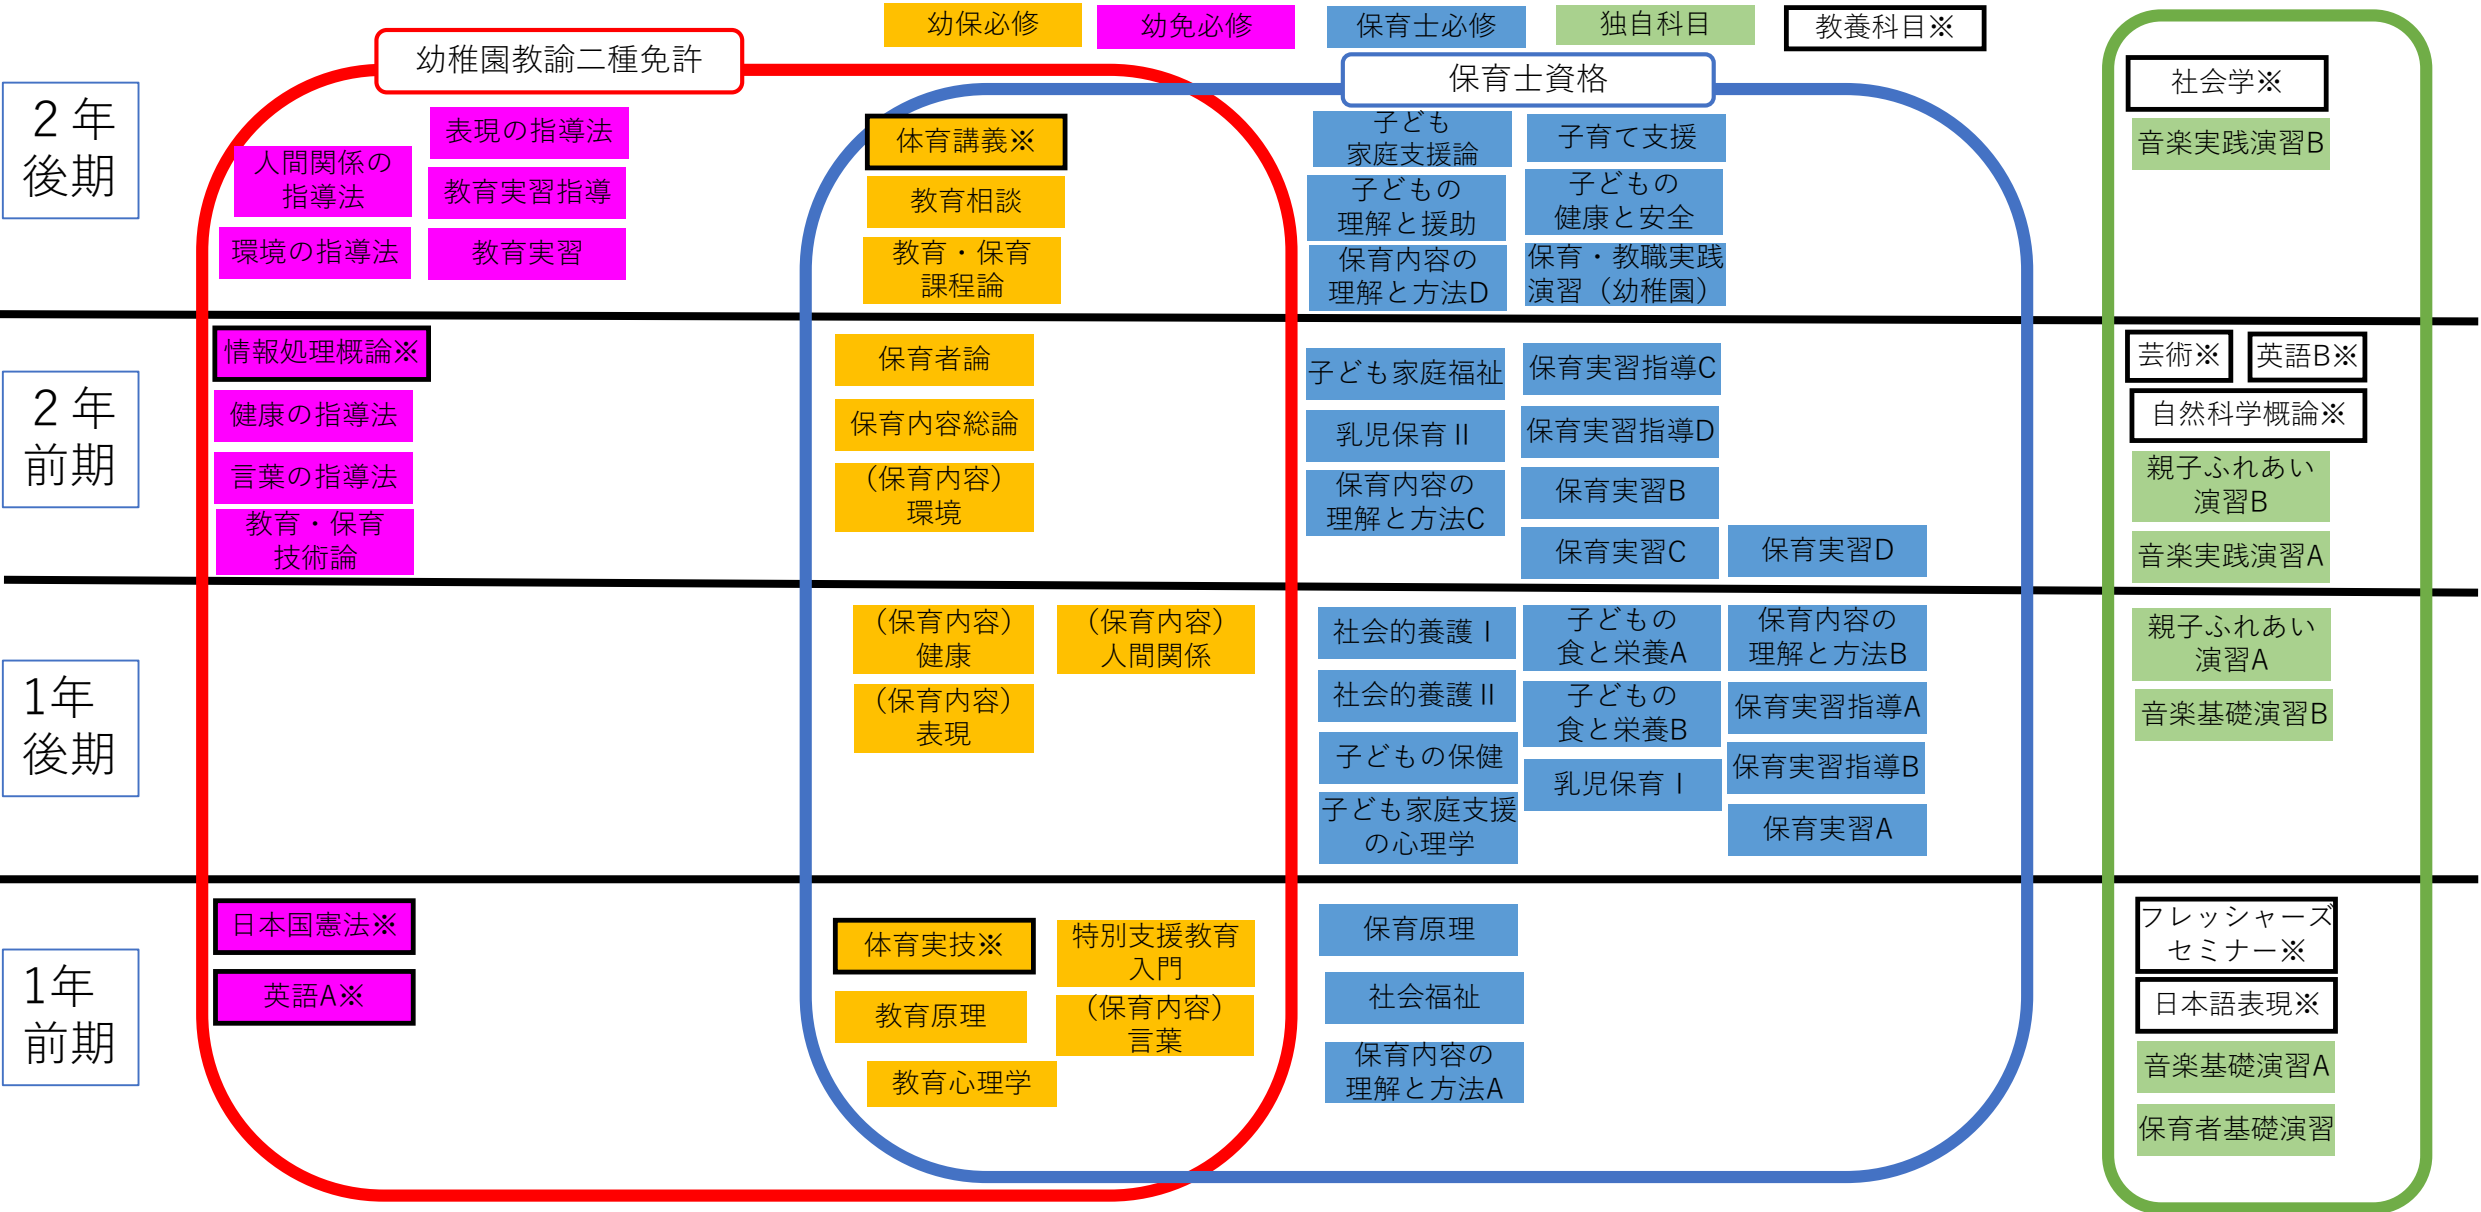 幼保必修
幼免必修
保育士必修
独自科目
教養科目※
幼稚園教諭二種免許
保育士資格
2年
後期
表現の指導法
人間関係の
指導法
教育実習指導
環境の指導法
教育実習
体育講義※
教育相談
教育・保育
課程論
子ども
家庭支援論
子育て支援
子どもの
理解と援助
子どもの
健康と安全
保育内容の
理解と方法D
保育・教職実践
演習（幼稚園）
社会学※
音楽実践演習B
2年
前期
情報処理概論※
健康の指導法
言葉の指導法
教育・保育
技術論
保育者論
保育内容総論
（保育内容）
環境
子ども家庭福祉
保育実習指導C
乳児保育Ⅱ
保育実習指導D
保育内容の
理解と方法C
保育実習B
保育実習C
保育実習D
芸術※
英語B※
自然科学概論※
親子ふれあい
演習B
音楽実践演習A
1年
後期
（保育内容）
健康
（保育内容）
人間関係
（保育内容）
表現
社会的養護Ⅰ
子どもの
食と栄養A
保育内容の
理解と方法B
社会的養護Ⅱ
子どもの
食と栄養B
保育実習指導A
子どもの保健
乳児保育Ⅰ
保育実習指導B
子ども家庭支援
の心理学
保育実習A
親子ふれあい
演習A
音楽基礎演習B
1年
前期
日本国憲法※
英語A※
体育実技※
特別支援教育
入門
教育原理
（保育内容）
言葉
教育心理学
保育原理
社会福祉
保育内容の
理解と方法A
フレッシャーズ
セミナー※
日本語表現※
音楽基礎演習A
保育者基礎演習